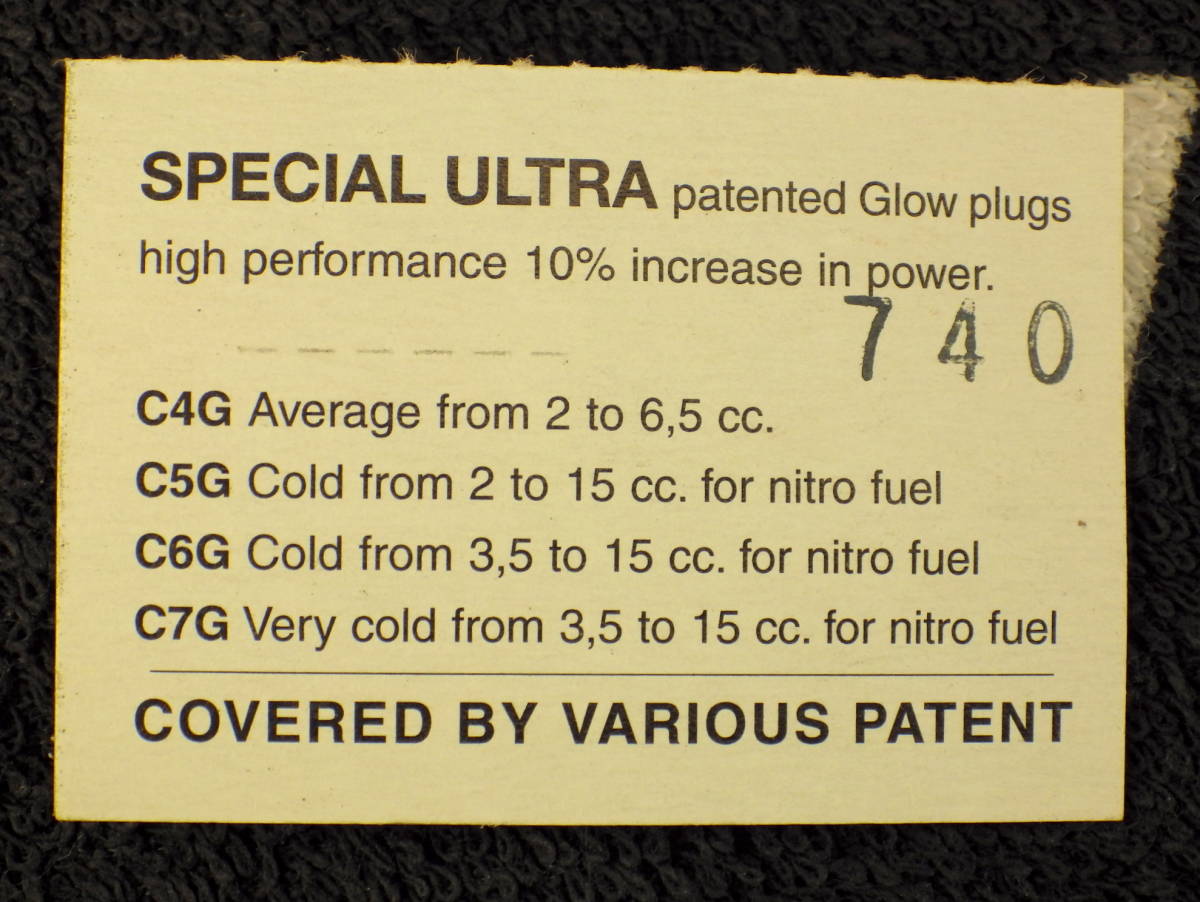 SPECIAL ULTRA patented Glow plugs
high performance 10% increase in power.
740
C4G Average from 2 to 6,5 cc.
C5G Cold from 2 to 15 cc. for nitro fuel
C6G Cold from 3,5 to 15 cc. for nitro fuel
C7G Very cold from 3,5 to 15 cc. for nitro fuel
COVERED BY VARIOUS PATENT